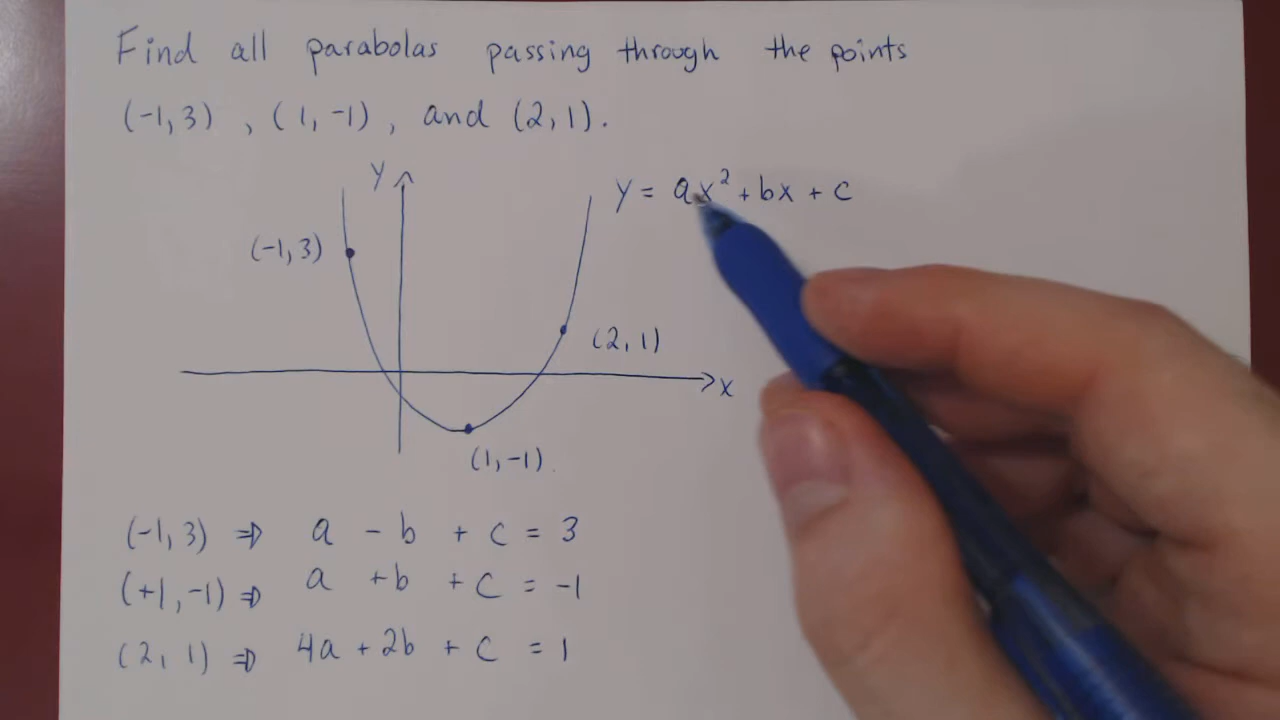 Find all parabolas passing through the points
(-1,3), (1,-1), and (2,1).
y
y = ax² + bx + c
(-1,3)
(2,1)
x
(1,-1)
(-1,3) ⇒ a - b + c = 3
(+1,-1) ⇒ a + b + c = -1
(2,1) ⇒ 4a + 2b + c = 1